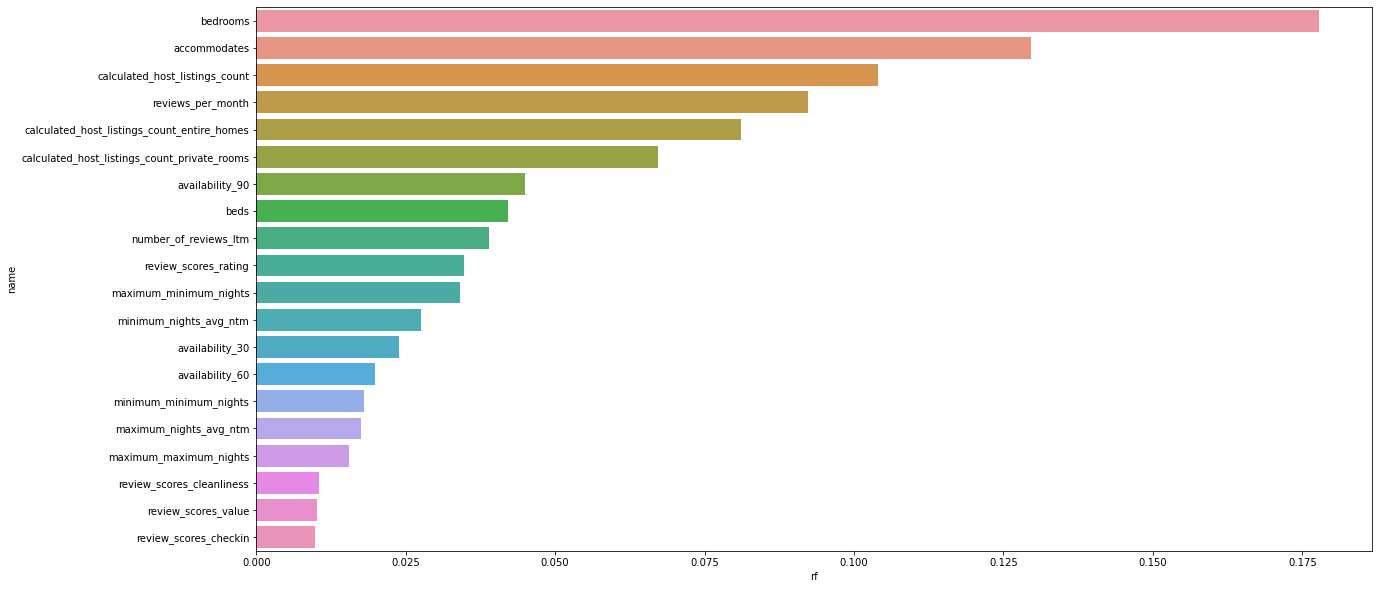 bedrooms
accommodates
calculated_host_listings_count
reviews_per_month
calculated_host_listings_count_entire_homes
calculated_host_listings_count_private_rooms
availability_90
beds
number_of_reviews_ltm
review_scores_rating
maximum_minimum_nights
minimum_nights_avg_ntm
availability_30
availability_60
minimum_minimum_nights
maximum_nights_avg_ntm
maximum_maximum_nights
review_scores_cleanliness
review_scores_value
review_scores_checkin
name
0.000 0.025 0.050 0.075 0.100 0.125 0.150 0.175
rf